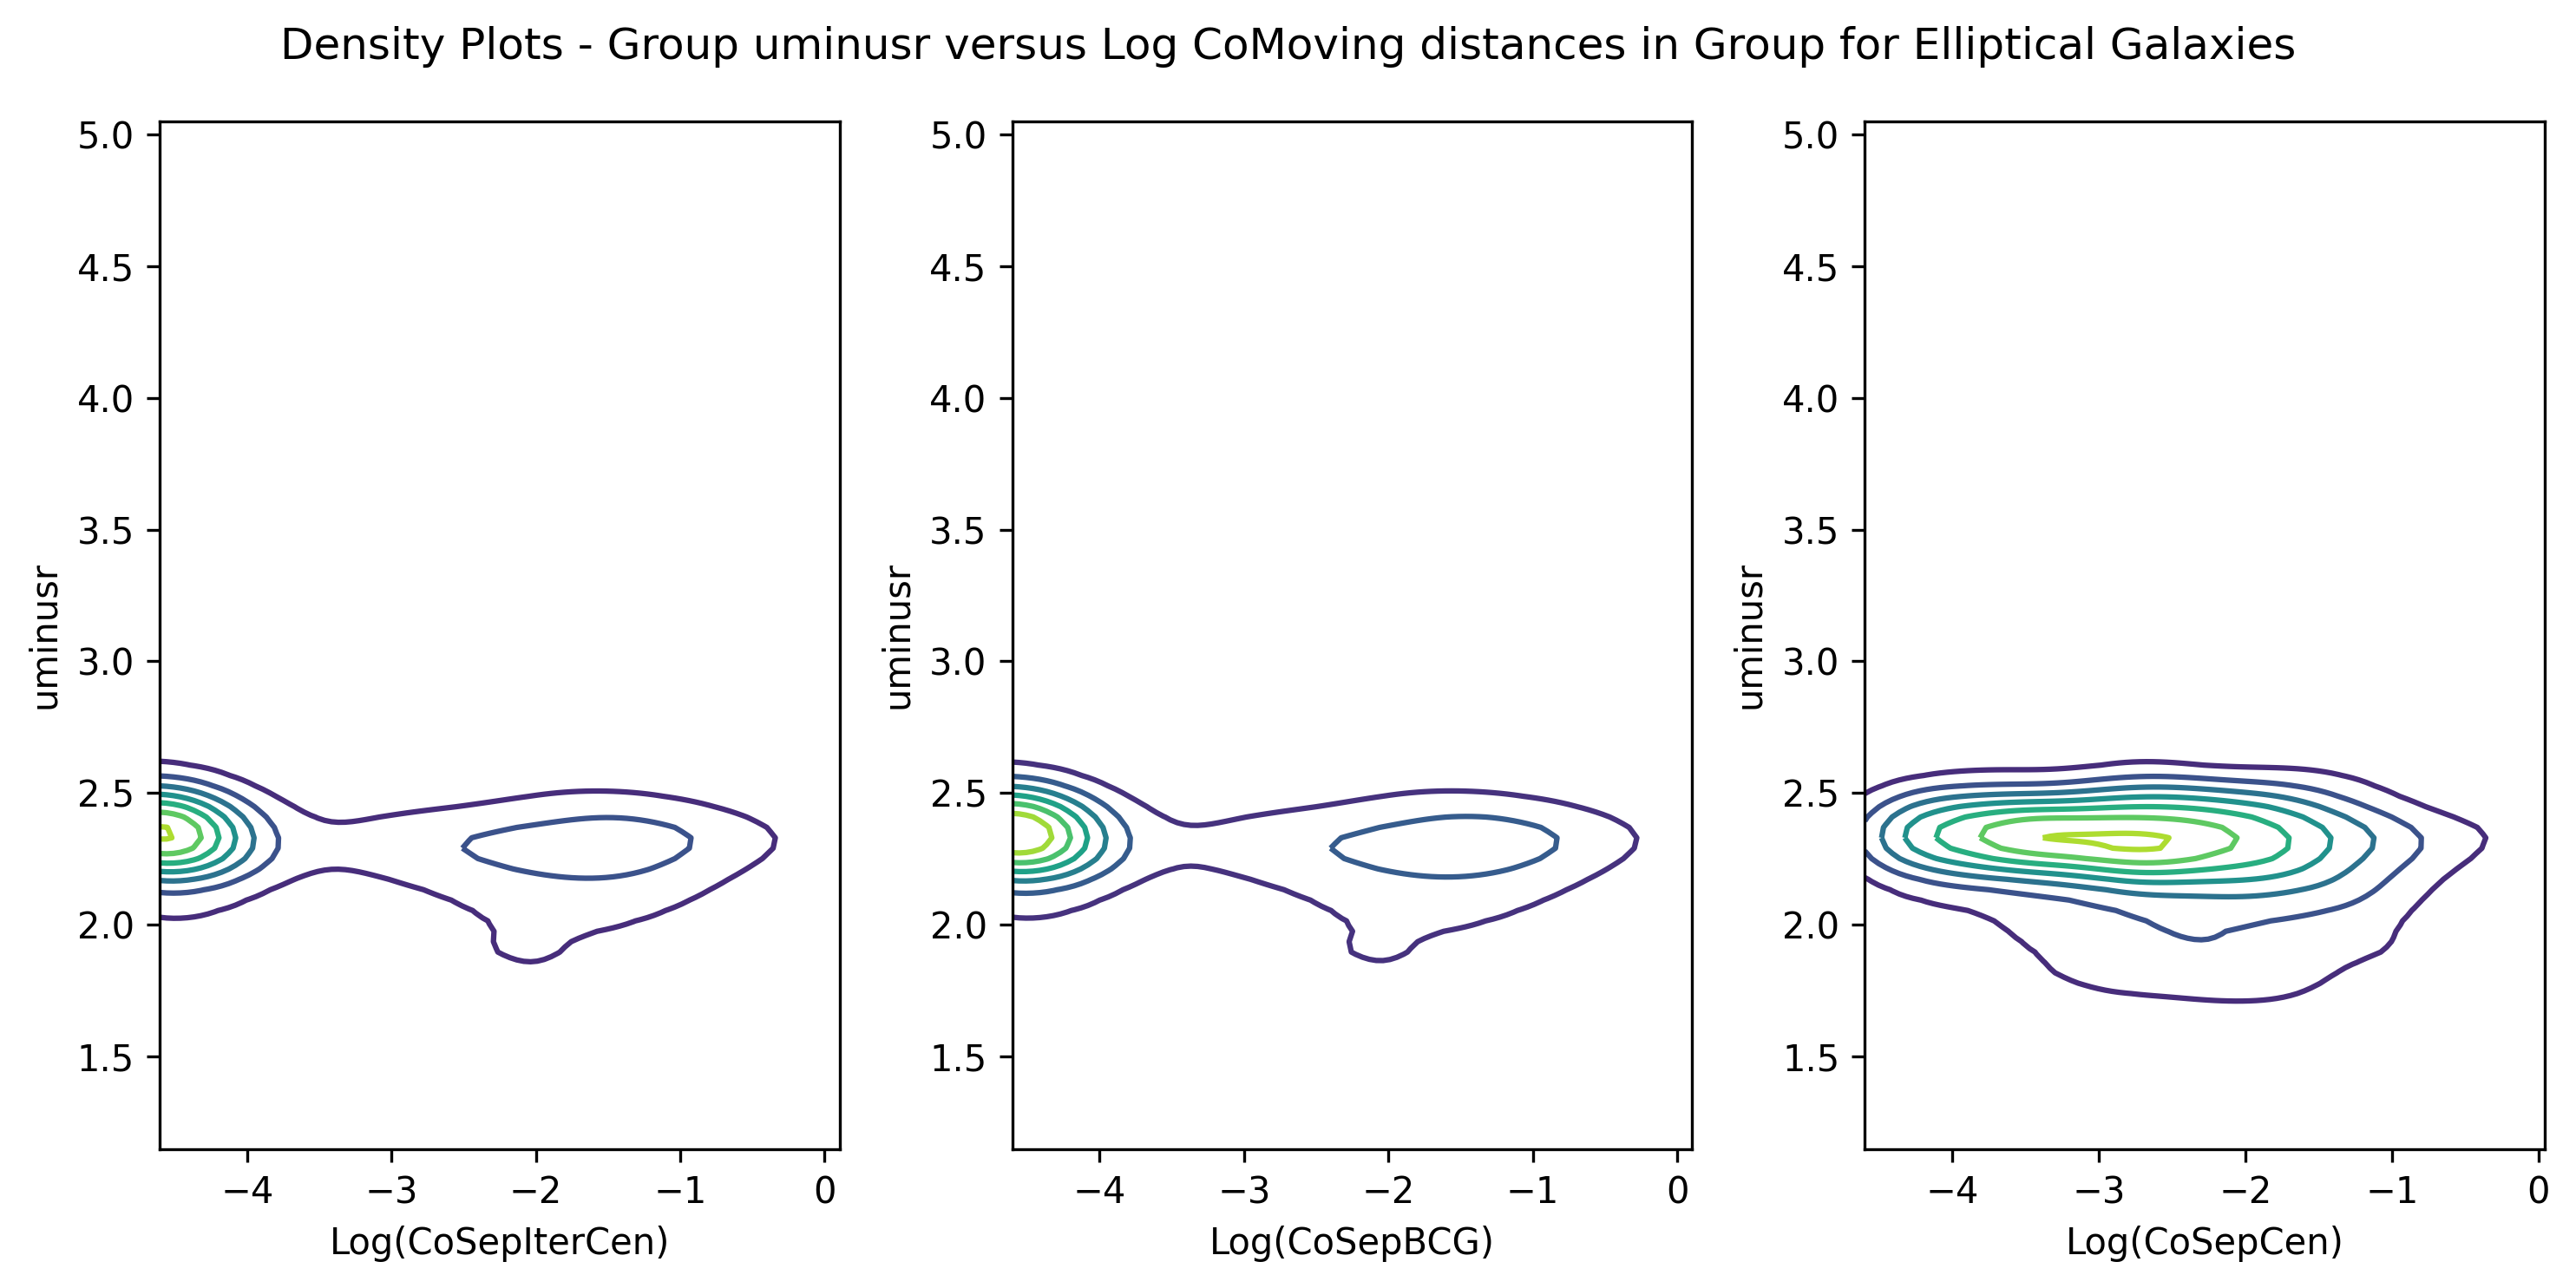 Density Plots - Group uminusr versus Log CoMoving distances in Group for Elliptical Galaxies
uminusr
5.0
4.5
4.0
3.5
3.0
2.5
2.0
1.5
−4 −3 −2 −1 0
Log(CoSepIterCen)
uminusr
5.0
4.5
4.0
3.5
3.0
2.5
2.0
1.5
−4 −3 −2 −1 0
Log(CoSepBCG)
uminusr
5.0
4.5
4.0
3.5
3.0
2.5
2.0
1.5
−4 −3 −2 −1 0
Log(CoSepCen)